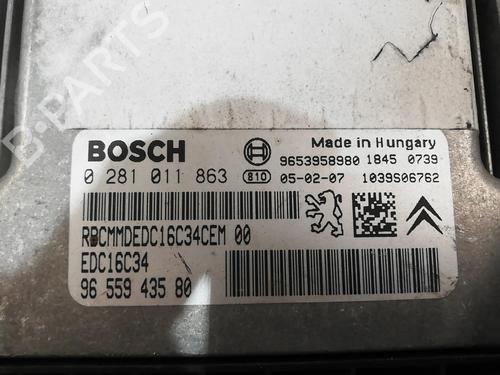 B-PARTS
BOSCH
Made in Hungary
9653958980 1845 0739
0 281 011 863 810 05-02-07 1039S06762
RPCMMDEDC16C34CEM 00
EDC16C34
96 559 435 80